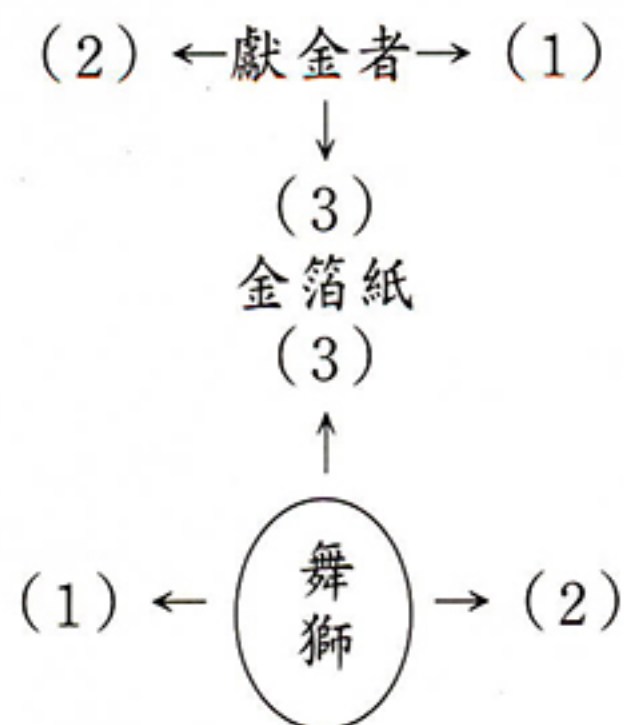 (2) ←獻金者→ (1)
↓
(3)
金箔紙
(3)
↑
(1) ← 舞獅 → (2)